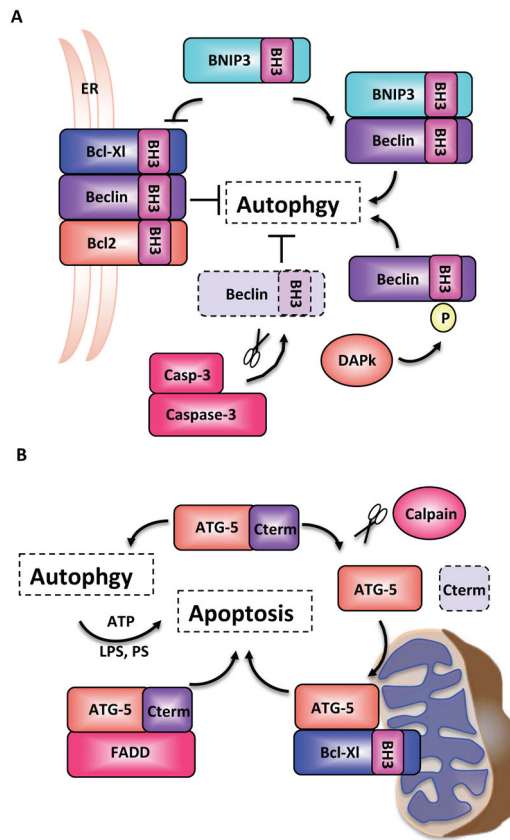 A
ER
BNIP3
BH3
BNIP3
BH3
Beclin
BH3
Bcl-Xl
BH3
Beclin
BH3
Bcl2
BH3
Autophgy
Beclin
BH3
Beclin
BH3
P
DAPk
Casp-3
Caspase-3
B
ATG-5
Cterm
Calpain
Autophgy
ATG-5
Cterm
Apoptosis
ATP
LPS, PS
ATG-5
Cterm
FADD
ATG-5
Bcl-Xl
BH3